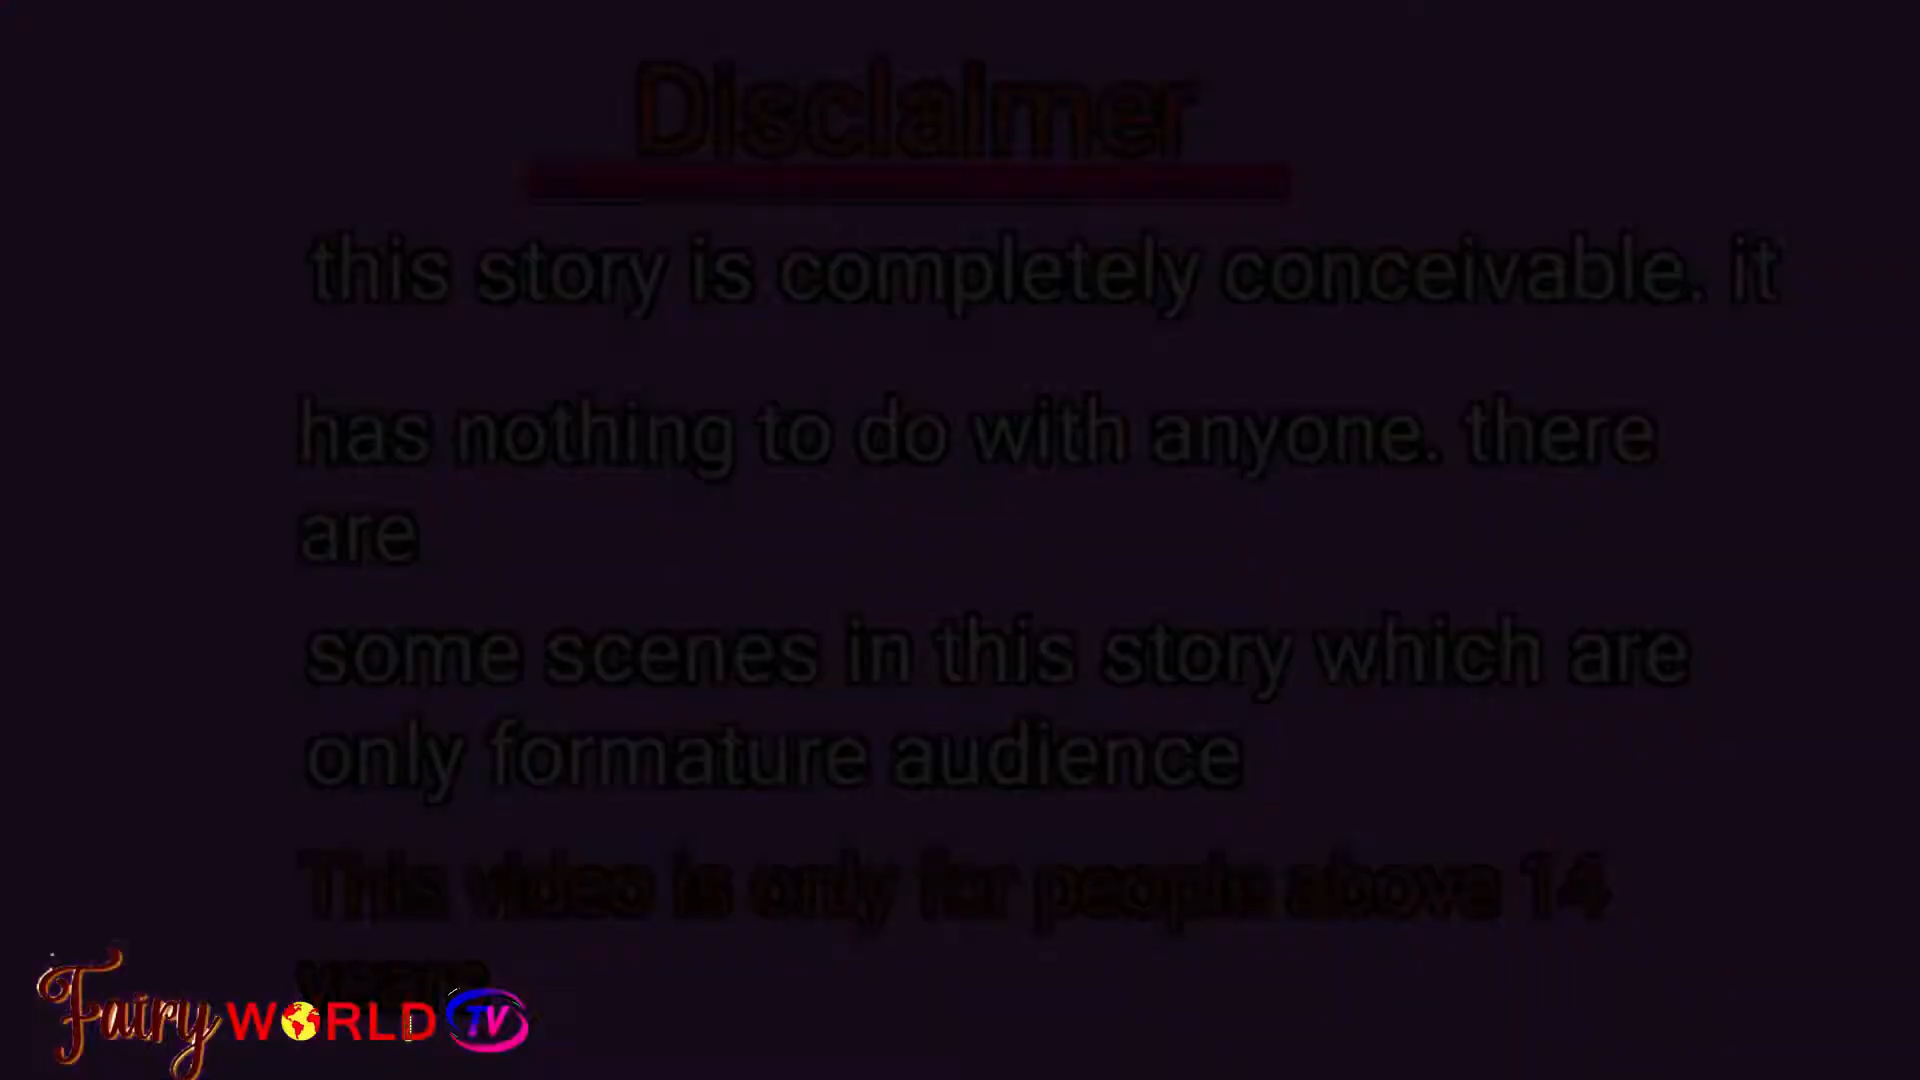 Disclaimer
this story is completely conceivable. it
has nothing to do with anyone. there
are
some scenes in this story which are
only formature audience
This video is only for people above 14
years
Fairy WORLD TV